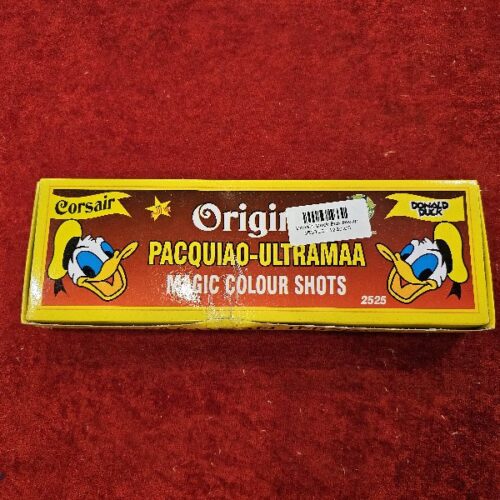 Corsair
Origin
DONALD
DUCK
PACQUIAO-ULTRAMAA
MAGIC COLOUR SHOTS
2525